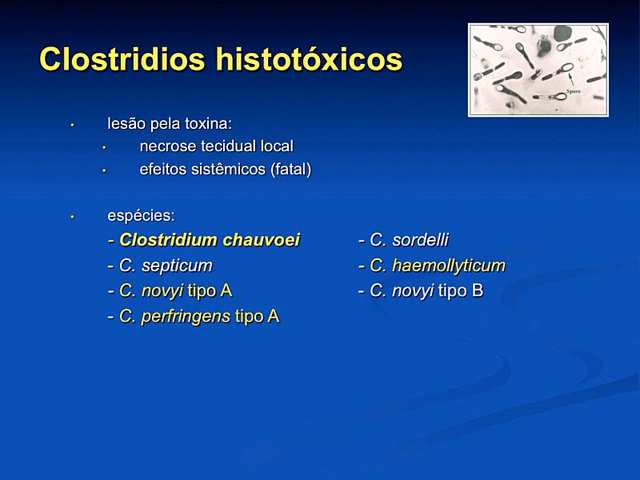 Clostridios histotóxicos
Spore
• lesão pela toxina:
• necrose tecidual local
• efeitos sistêmicos (fatal)
• espécies:
- Clostridium chauvoei
- C. septicum
- C. novyi tipo A
- C. perfringens tipo A
- C. sordelli
- C. haemollyticum
- C. novyi tipo B